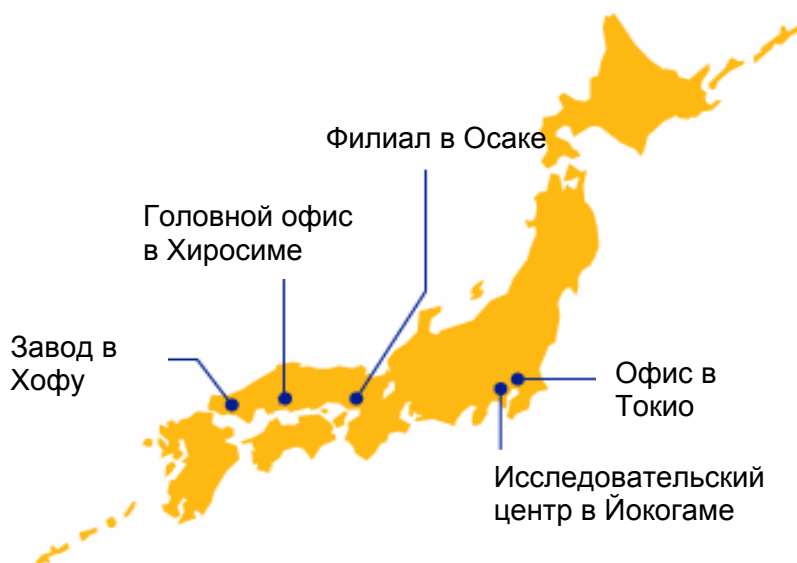 Филиал в Осаке
Головной офис
в Хиросиме
Завод в
Хофу
Офис в
Токио
Исследовательский
центр в Йокогаме